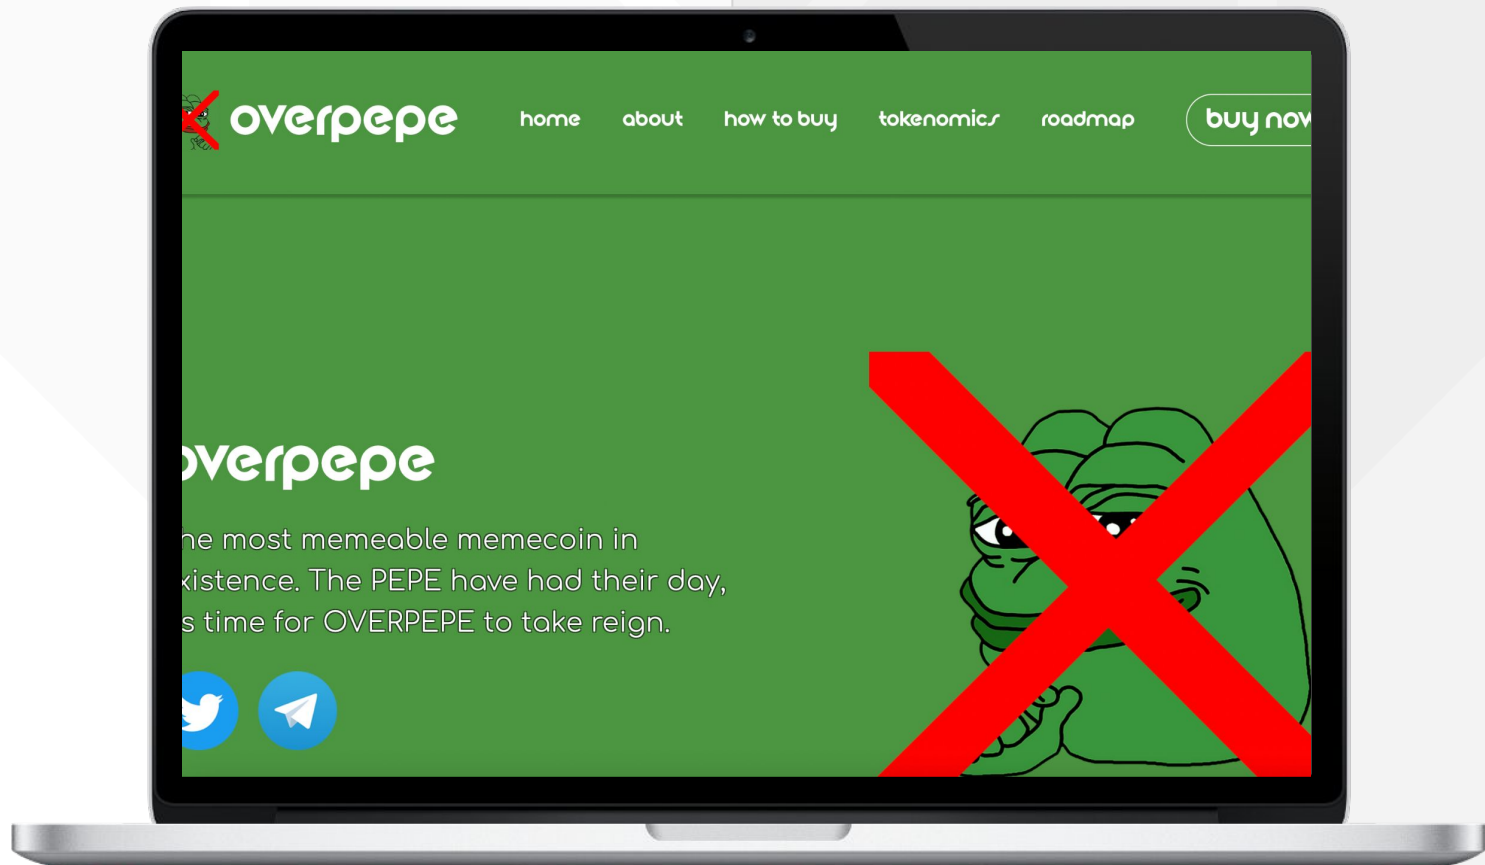 overpepe
home
about
how to buy
tokenomics
roadmap
buy now
overpepe
he most memeable memecoin in
xistence. The PEPE have had their day,
s time for OVERPEPE to take reign.